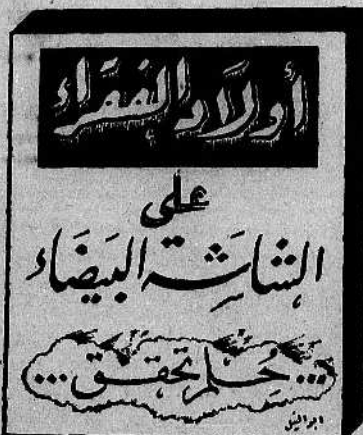 أولاد الفقراء
على
الشاشة البيضاء
... حلم تحقق ...